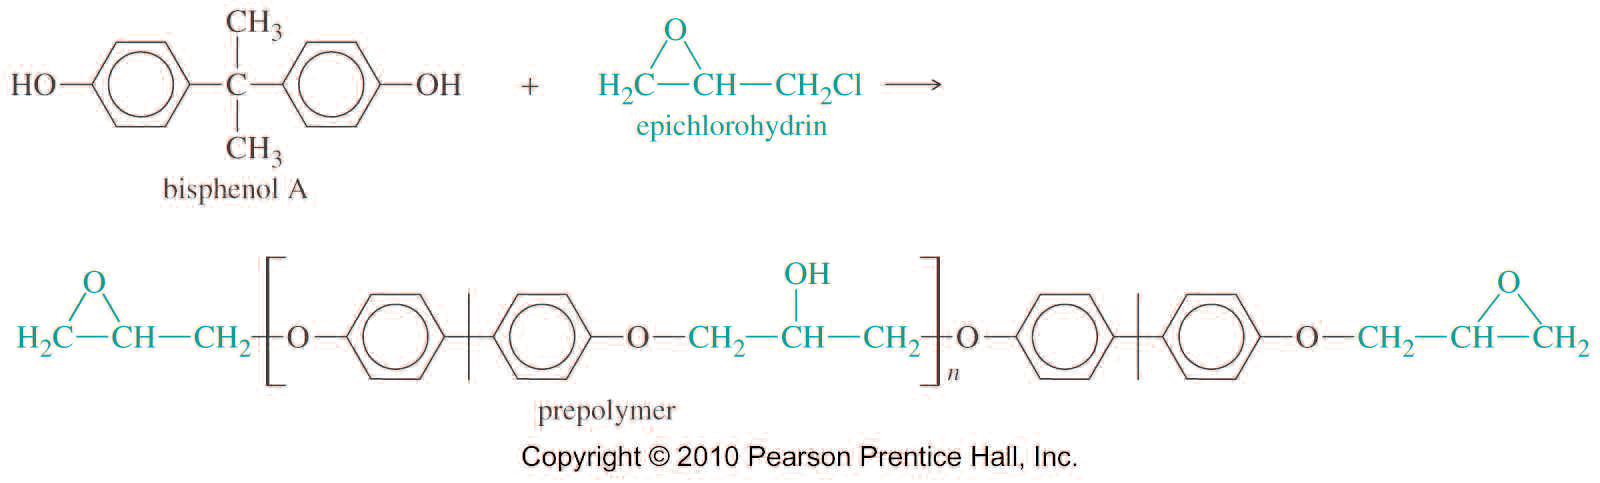 CH₃
HO C OH + H₂C O CH CH₂Cl
CH₃
epichlorohydrin
bisphenol A
OH
O O
H₂C CH CH₂ O O CH₂ CH CH₂ O O CH₂ CH CH₂
n
prepolymer
Copyright © 2010 Pearson Prentice Hall, Inc.